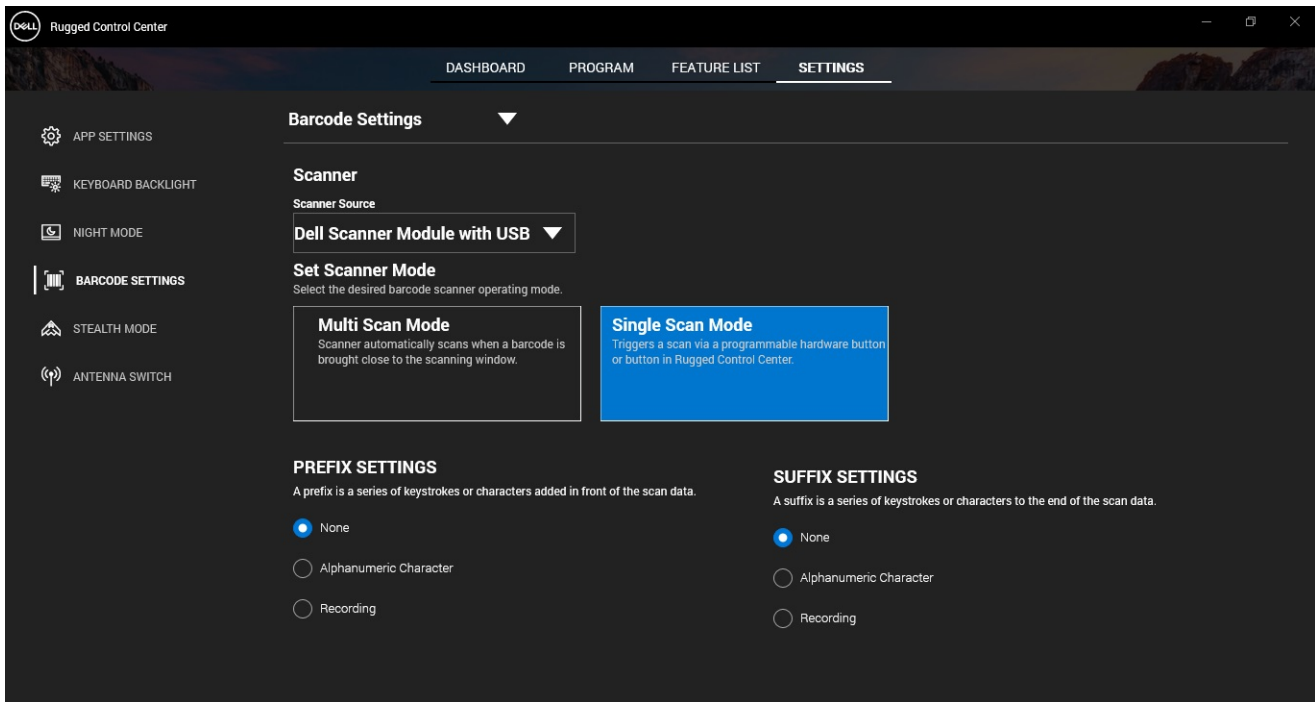 DELL
Rugged Control Center
DASHBOARD
PROGRAM
FEATURE LIST
SETTINGS
APP SETTINGS
KEYBOARD BACKLIGHT
NIGHT MODE
BARCODE SETTINGS
STEALTH MODE
ANTENNA SWITCH
Barcode Settings
Scanner
Scanner Source
Dell Scanner Module with USB
Set Scanner Mode
Select the desired barcode scanner operating mode.
Multi Scan Mode
Scanner automatically scans when a barcode is
brought close to the scanning window.
Single Scan Mode
Triggers a scan via a programmable hardware button
or button in Rugged Control Center.
PREFIX SETTINGS
A prefix is a series of keystrokes or characters added in front of the scan data.
None
Alphanumeric Character
Recording
SUFFIX SETTINGS
A suffix is a series of keystrokes or characters to the end of the scan data.
None
Alphanumeric Character
Recording